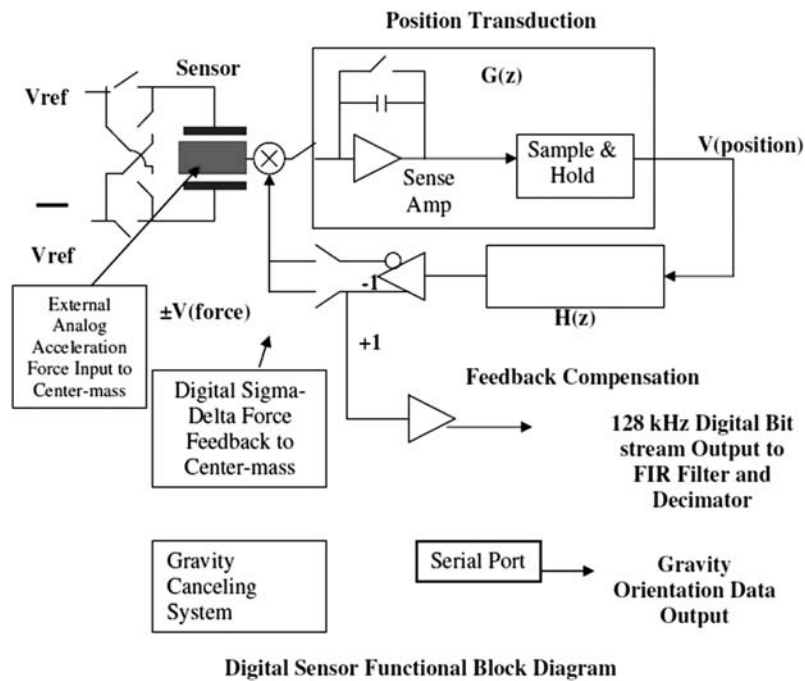 Position Transduction
Sensor
G(z)
Vref
V(position)
Sample &
Hold
Sense
Amp
Vref
-1
H(z)
External
Analog
Acceleration
Force Input to
Center-mass
±V(force)
+1
Digital Sigma-
Delta Force
Feedback to
Center-mass
Feedback Compensation
128 kHz Digital Bit
stream Output to
FIR Filter and
Decimator
Gravity
Canceling
System
Serial Port
Gravity
Orientation Data
Output
Digital Sensor Functional Block Diagram